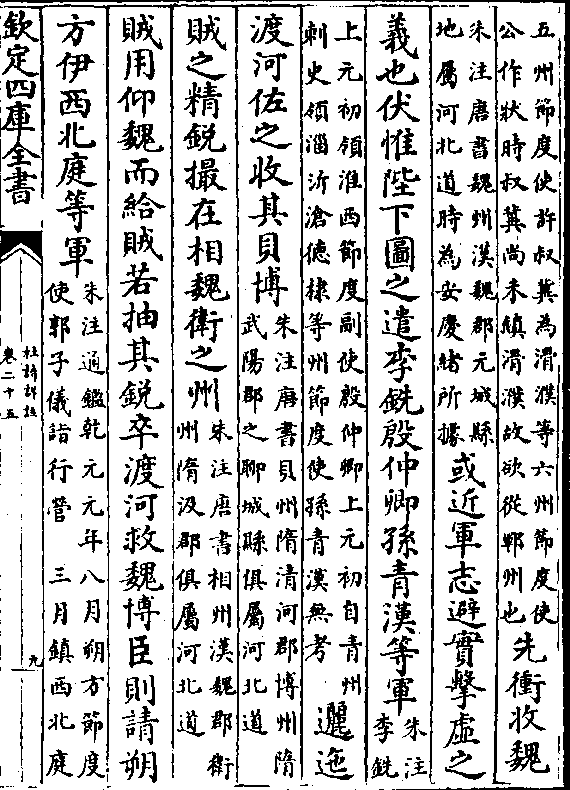 五州節度使許叔冀為滑濮等六州節度使
公作狀時叔冀尚未鎮滑濮故欲從鄆州也
先衝收魏
朱注唐書魏州漢魏郡元城縣
地屬河北道時為安慶緒所據
或近軍志避實擊虛之
義也伏惟陛下圖之遣李銑殷仲卿孫青漢等軍
朱注
李銑
上元初領淮西節度副使殷仲卿上元初自青州
刺史領淄沂滄德棣等州節度使孫青漢無考
邐迤
渡河佐之收其貝博
朱注唐書貝州隋清河郡博州隋
武陽郡之聊城縣俱屬河北道
賊之精銳撮在相魏衛之州
朱注唐書相州漢魏郡衛
州隋汲郡俱屬河北道
賊用仰魏而給賊若抽其銳卒渡河救魏博臣則請朔
方伊西北庭等軍
朱注通鑑乾元元年八月朔方節度
使郭子儀詣行營 三月鎮西北庭
欽定四庫全書
杜詩詳註
卷二十五
九